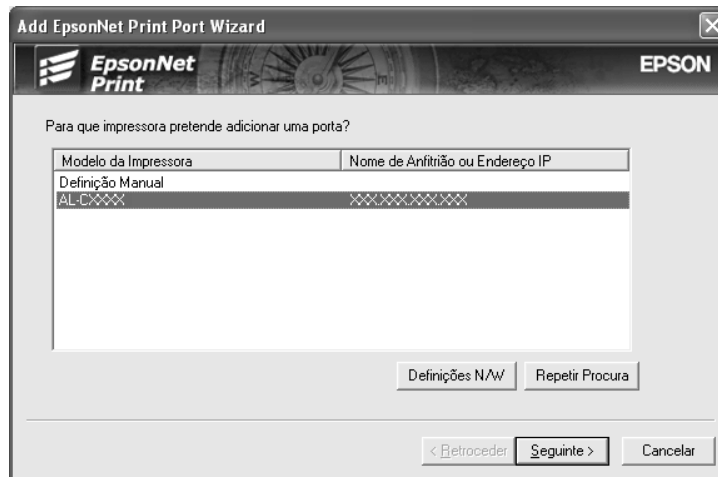 Add EpsonNet Print Port Wizard
EpsonNet
Print
EPSON
Para que impressora pretende adicionar uma porta?
Modelo da Impressora Nome de Anfitrião ou Endereço IP
Definição Manual
AL-CXXXX XXX.XXX.XXX.XXX
Definições N/W Repetir Procura
< Retroceder Seguinte > Cancelar